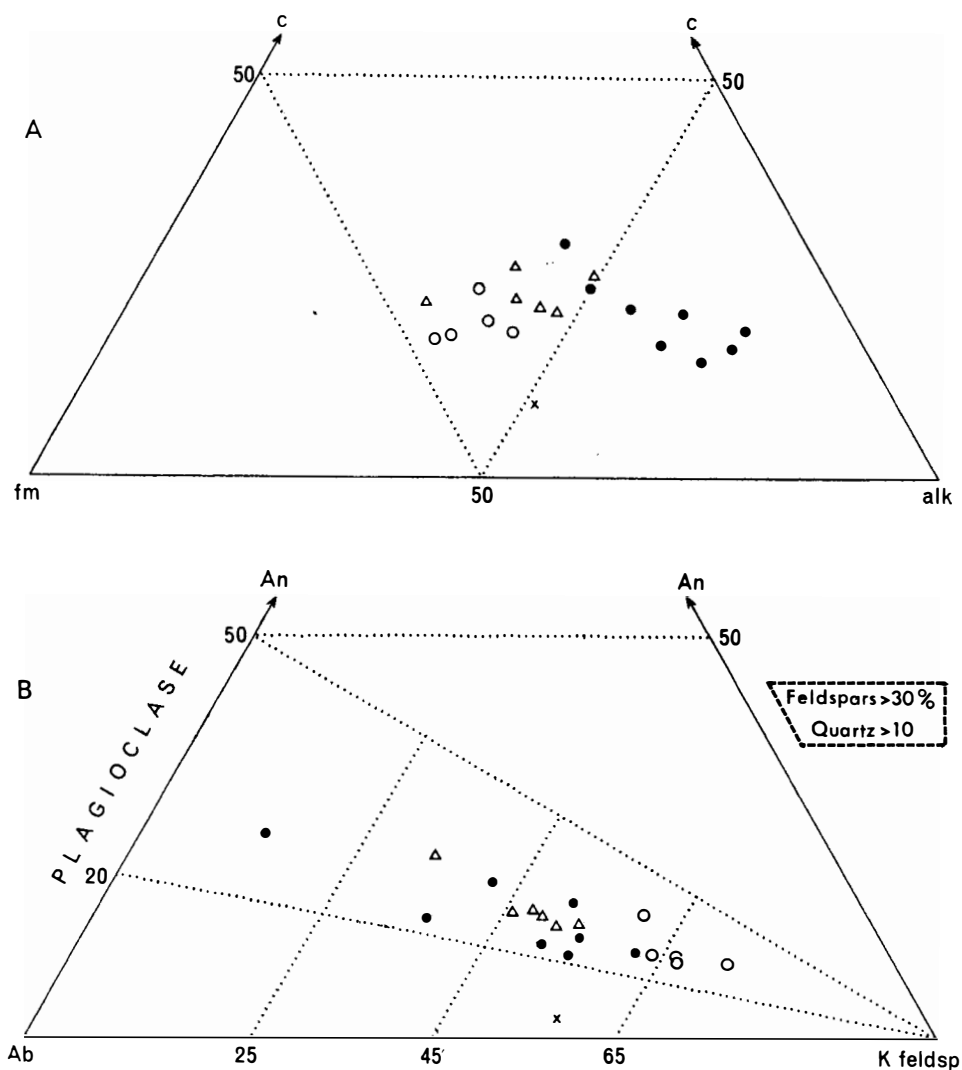 c c
50 50
A
fm 50 alk
An An
50 50
B
PLAGIOCLASE
Feldspars >30%
Quartz >10
20
Ab 25 45 65 K feldsp
x
x